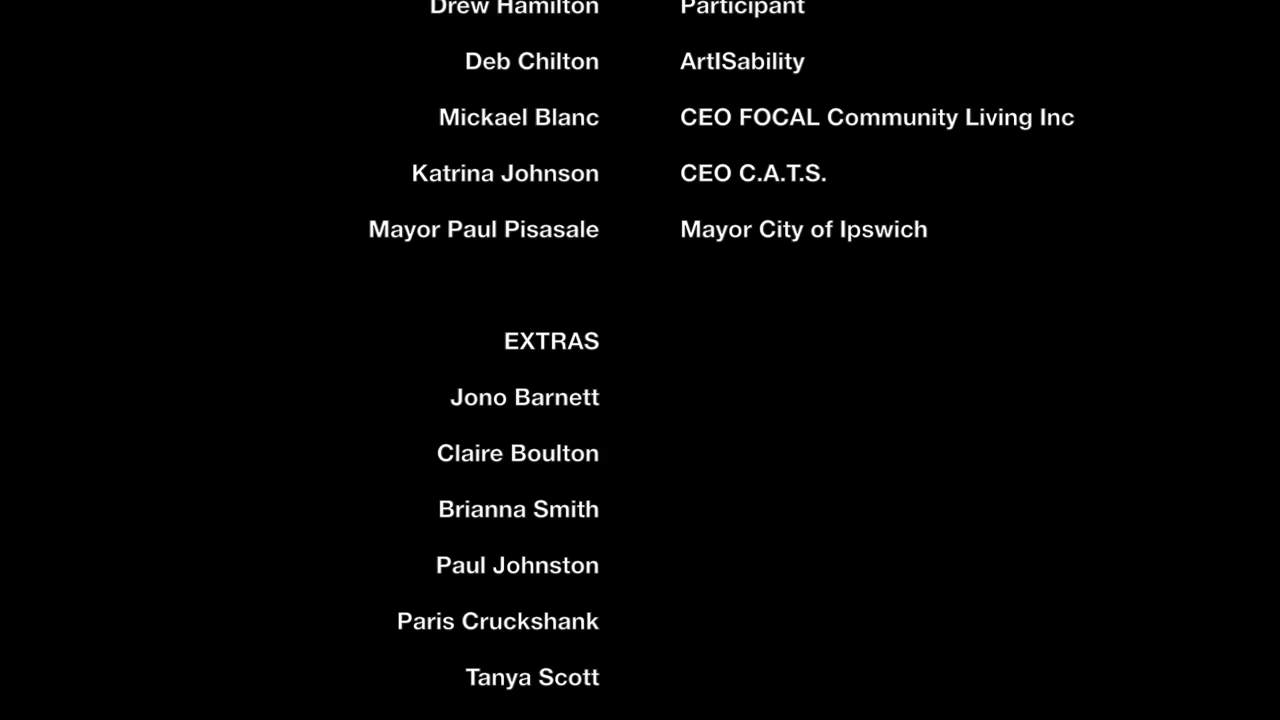 Drew Hamilton Participant
Deb Chilton ArtISability
Mickael Blanc CEO FOCAL Community Living Inc
Katrina Johnson CEO C.A.T.S.
Mayor Paul Pisasale Mayor City of Ipswich
EXTRAS
Jono Barnett
Claire Boulton
Brianna Smith
Paul Johnston
Paris Cruckshank
Tanya Scott